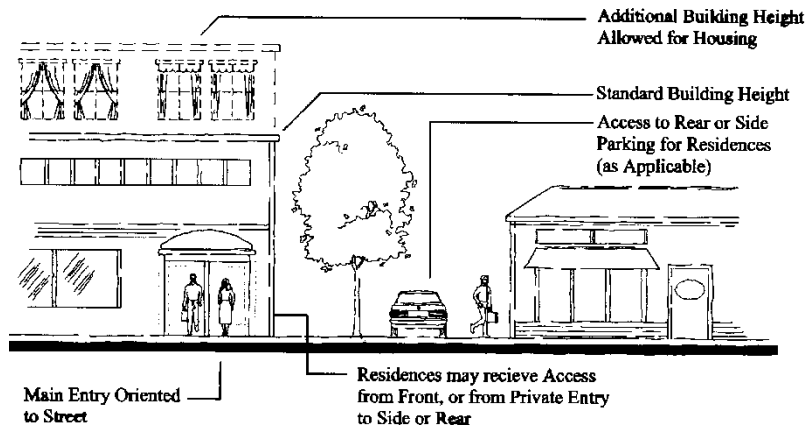 Additional Building Height
Allowed for Housing
Standard Building Height
Access to Rear or Side
Parking for Residences
(as Applicable)
Main Entry Oriented
to Street
Residences may recieve Access
from Front, or from Private Entry
to Side or Rear